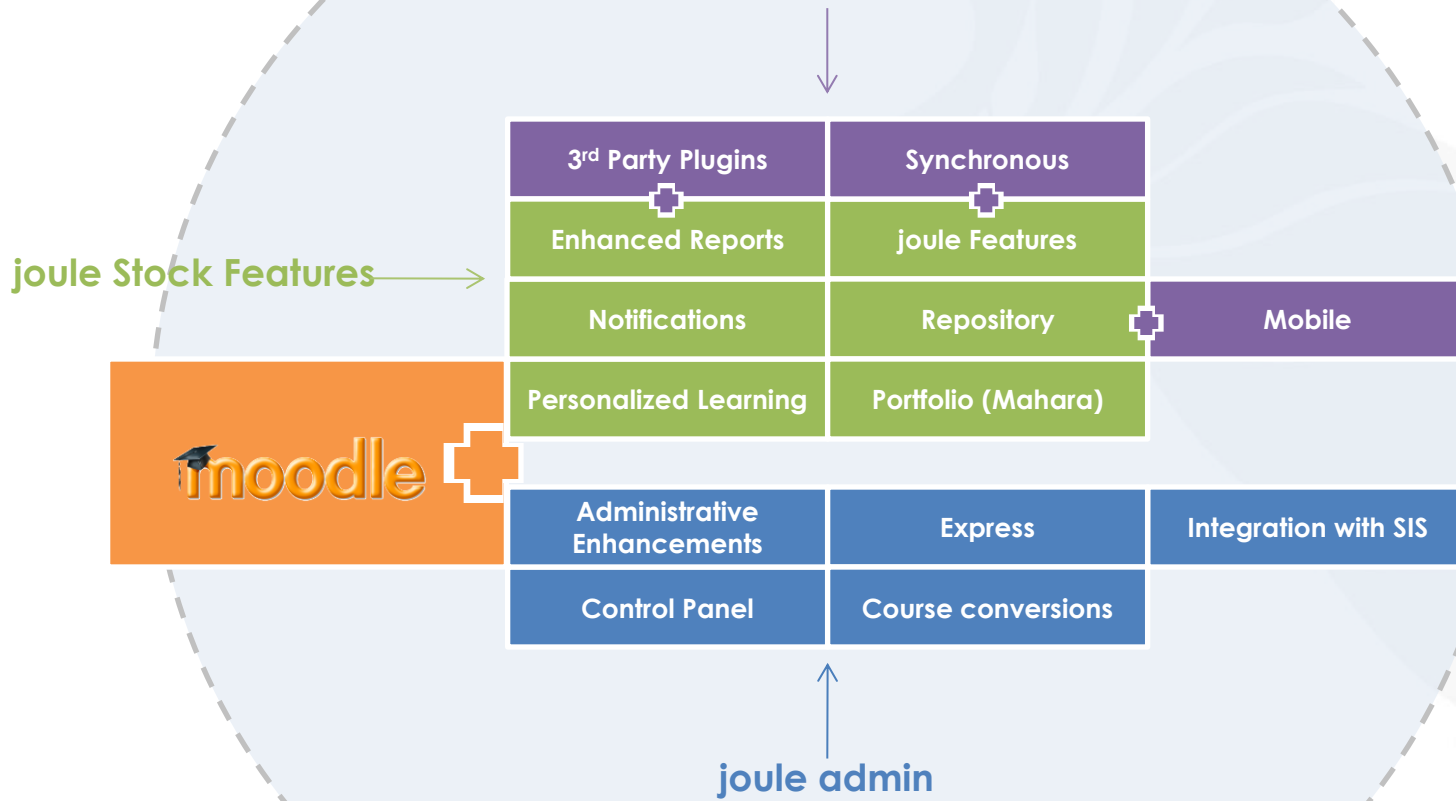 3rd Party Plugins
Synchronous
Enhanced Reports
joule Features
joule Stock Features
Notifications
Repository
Mobile
Personalized Learning
Portfolio (Mahara)
moodle
Administrative
Enhancements
Express
Integration with SIS
Control Panel
Course conversions
joule admin